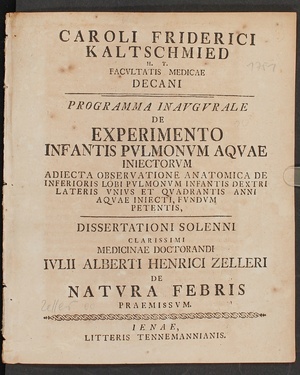 CAROLI FRIDERICI
KALTSCHMIED
H. T.
FACVLTATIS MEDICAE
DECANI
PROGRAMMA INAVGVRALE
DE
EXPERIMENTO
INFANTIS PVLMONVM AQVAE
INIECTORVM
ADIECTA OBSERVATIONE ANATOMICA DE
INFERIORIS LOBI PVLMONVM INFANTIS DEXTRI
LATERIS VNIVS ET QVADRANTIS ANNI
AQVAE INIECTI, FVNDVM
PETENTIS,
DISSERTATIONI SOLENNI
CLARISSIMI
MEDICINAE DOCTORANDI
IVLII ALBERTI HENRICI ZELLERI
DE
NATVRA FEBRIS
PRAEMISSVM.
IENAE,
LITTERIS TENNEMANNIANIS.